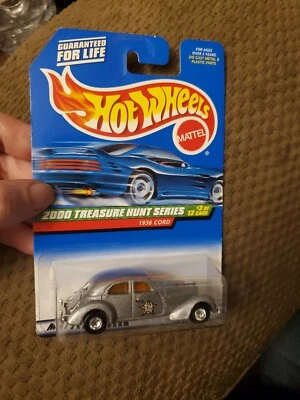 GUARANTEED
FOR LIFE
FOR AGES
OVER 3 YEARS
DIE CAST METAL &
PLASTIC PARTS.
Hot Wheels
MATTEL
2000 TREASURE HUNT SERIES
#3 OF
12 CARS
1936 CORD